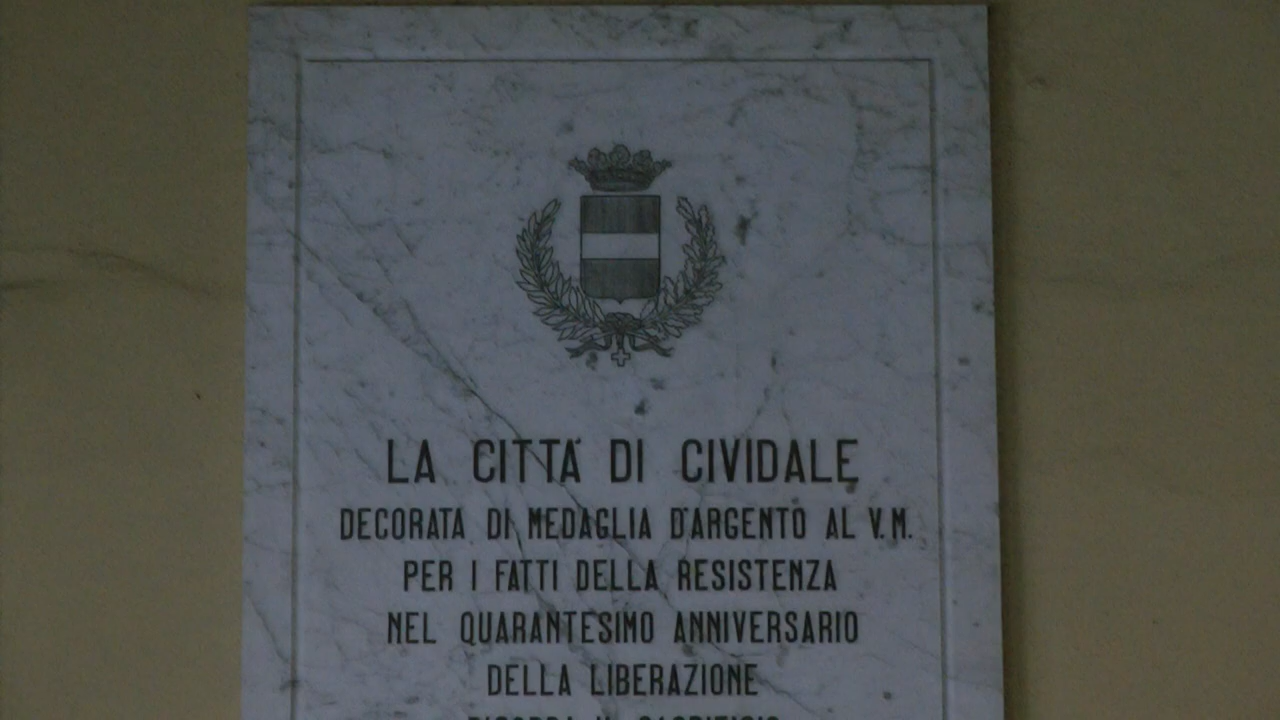 LA CITTÀ DI CIVIDALE
DECORATA DI MEDAGLIA D'ARGENTO AL V.M.
PER I FATTI DELLA RESISTENZA
NEL QUARANTESIMO ANNIVERSARIO
DELLA LIBERAZIONE